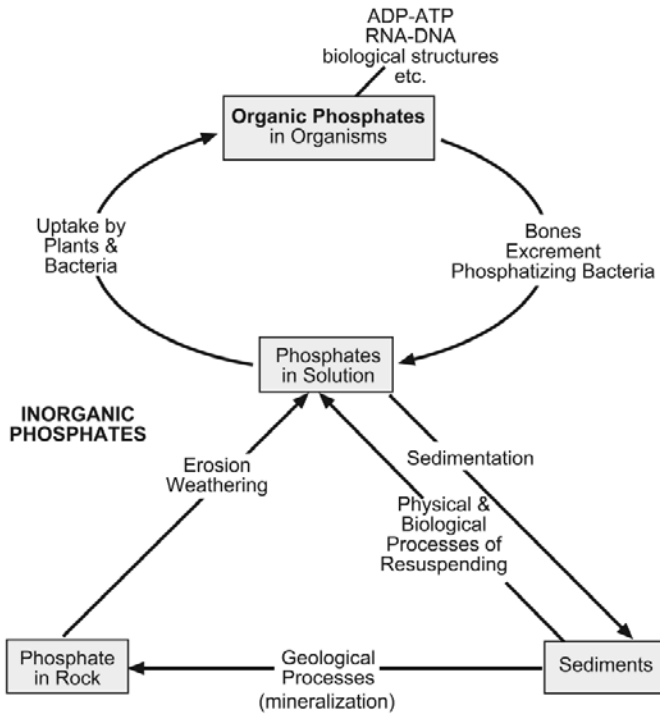 ADP-ATP
RNA-DNA
biological structures
etc.
Organic Phosphates
in Organisms
Uptake by
Plants &
Bacteria
Bones
Excrement
Phosphatizing Bacteria
Phosphates
in Solution
INORGANIC
PHOSPHATES
Erosion
Weathering
Sedimentation
Physical &
Biological
Processes of
Resuspending
Phosphate
in Rock
Geological
Processes
(mineralization)
Sediments